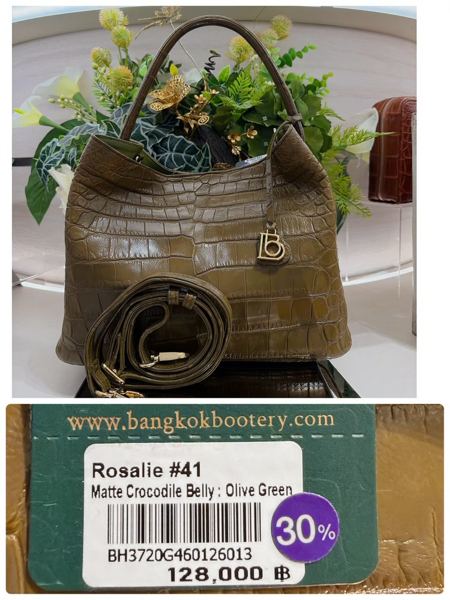 B
www.bangkokbootery.com
Rosalie #41
Matte Crocodile Belly : Olive Green
30%
BH3720G460126013
128,000 ฿